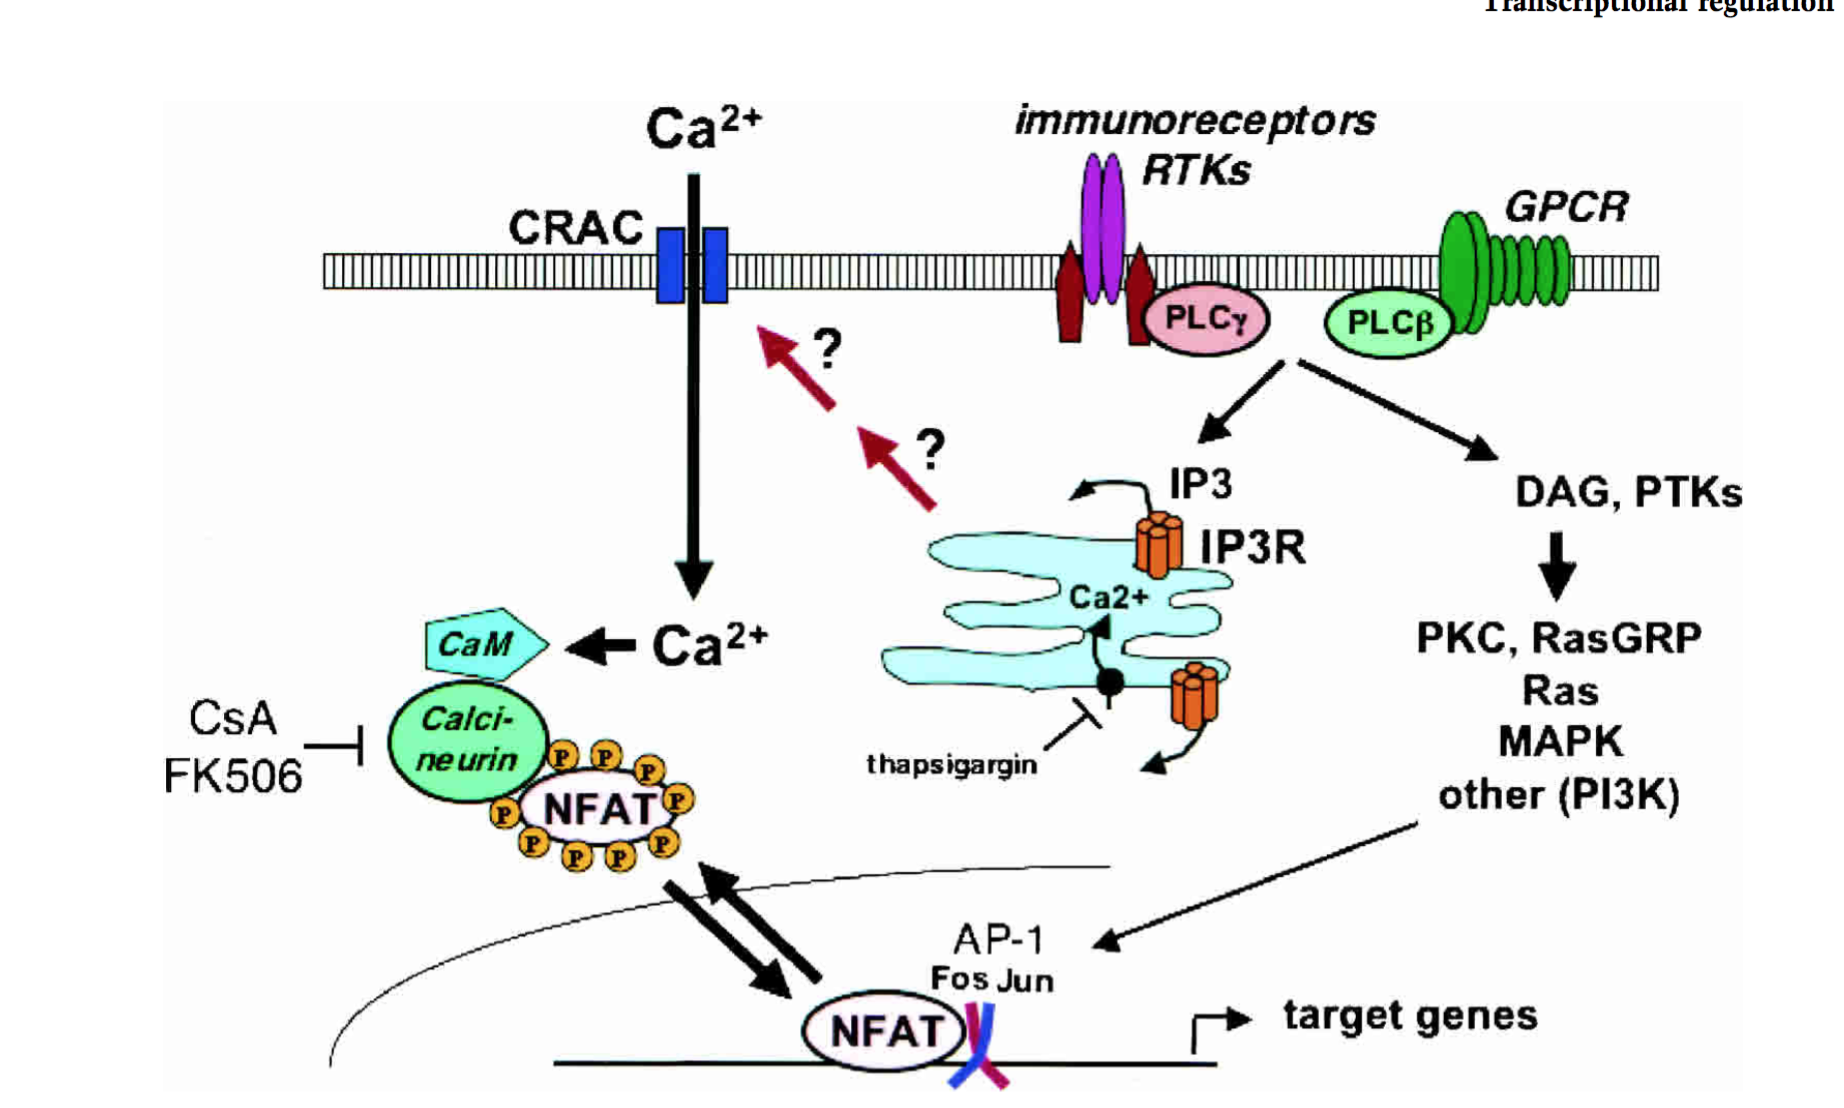 Transcriptional regulation
Ca2+
immunoreceptors
RTKs
GPCR
CRAC
PLCγ
PLCβ
?
?
IP3
DAG, PTKs
IP3R
Ca2+
CaM
Ca2+
PKC, RasGRP
Ras
MAPK
other (PI3K)
CsA
FK506
Calci-
neurin
thapsigargin
P
P
P
P
P
P
P
P
P
NFAT
AP-1
Fos Jun
NFAT
target genes